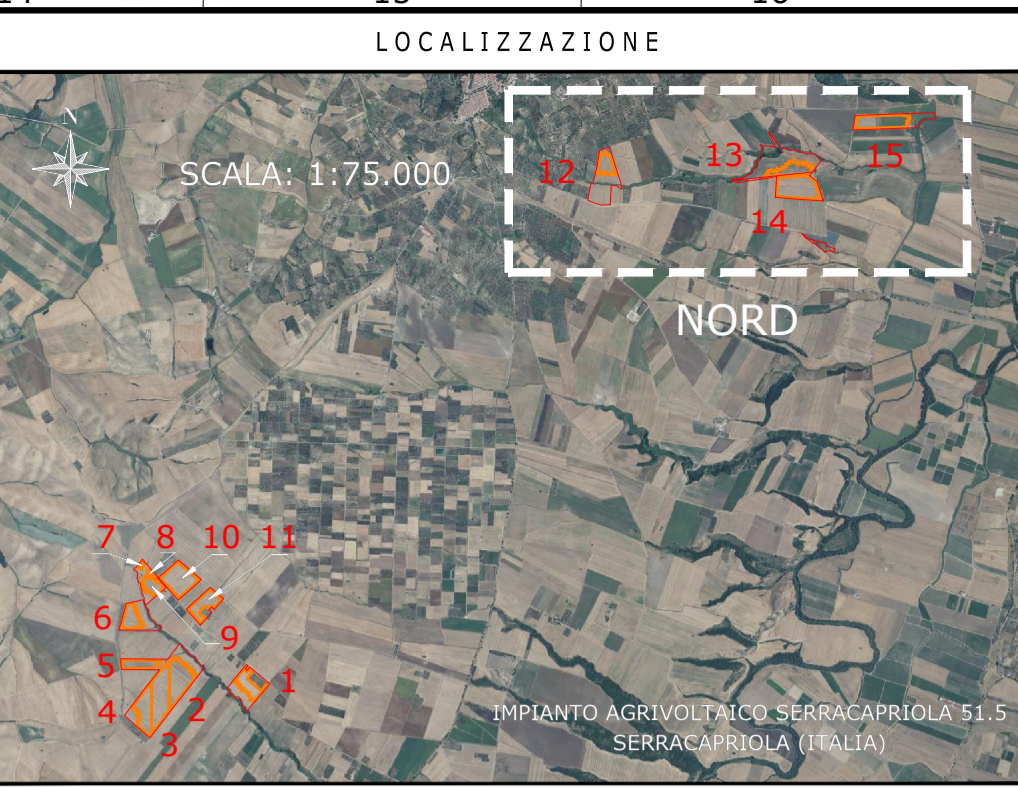 LOCALIZZAZIONE
N
SCALA: 1:75.000
12
13
14
15
NORD
7
8
10
11
6
9
5
1
4
2
3
IMPIANTO AGRIVOLTAICO SERRACAPRIOLA 51.5
SERRACAPRIOLA (ITALIA)